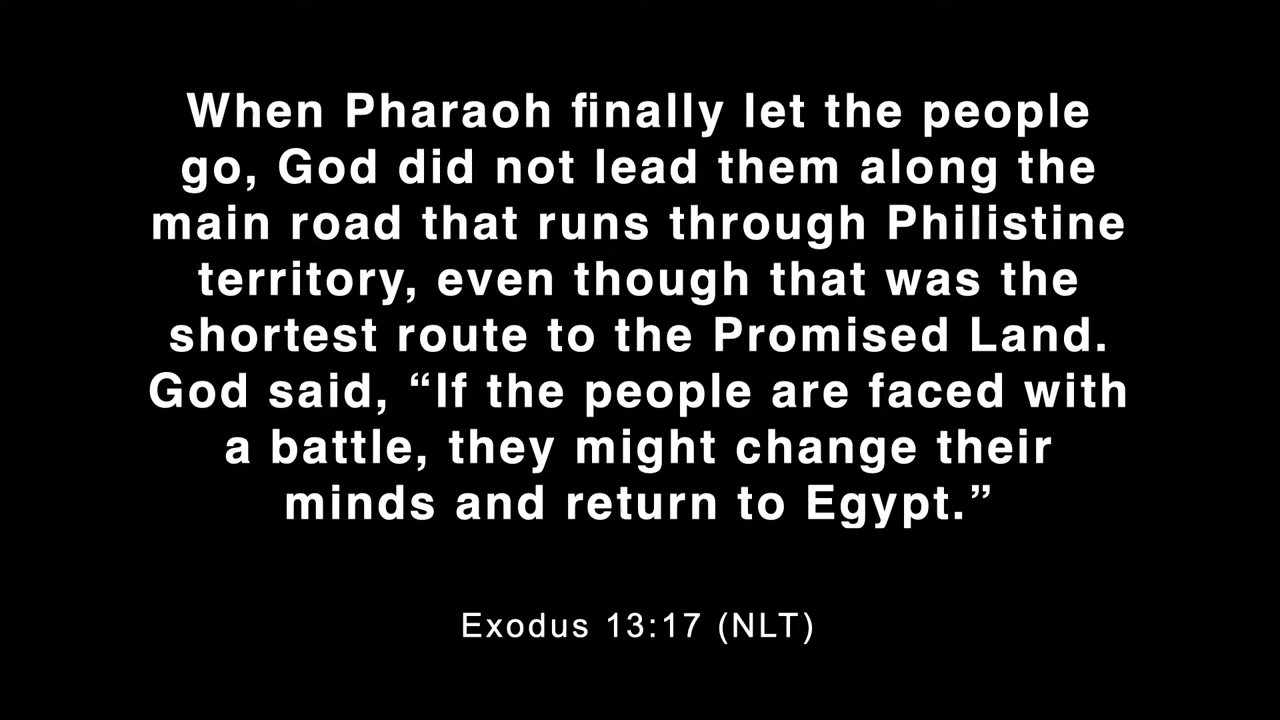 When Pharaoh finally let the people
go, God did not lead them along the
main road that runs through Philistine
territory, even though that was the
shortest route to the Promised Land.
God said, “If the people are faced with
a battle, they might change their
minds and return to Egypt.”
Exodus 13:17 (NLT)